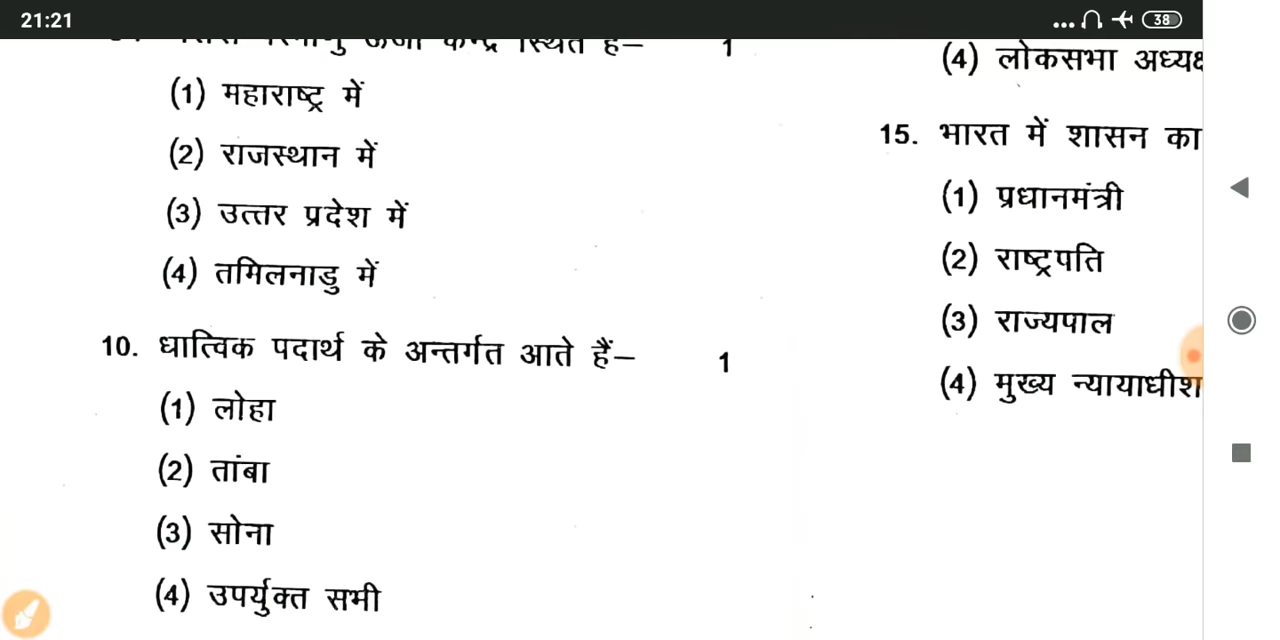 21:21
38
स्थित है— 1
(1) महाराष्ट्र में
(2) राजस्थान में
(3) उत्तर प्रदेश में
(4) तमिलनाडु में
10. धात्विक पदार्थ के अन्तर्गत आते हैं— 1
(1) लोहा
(2) तांबा
(3) सोना
(4) उपर्युक्त सभी
(4) लोकसभा
15. भारत में शासन का
(1) प्रधानमंत्री
(2) राष्ट्रपति
(3) राज्यपाल
(4) मुख्य न्यायाधीश